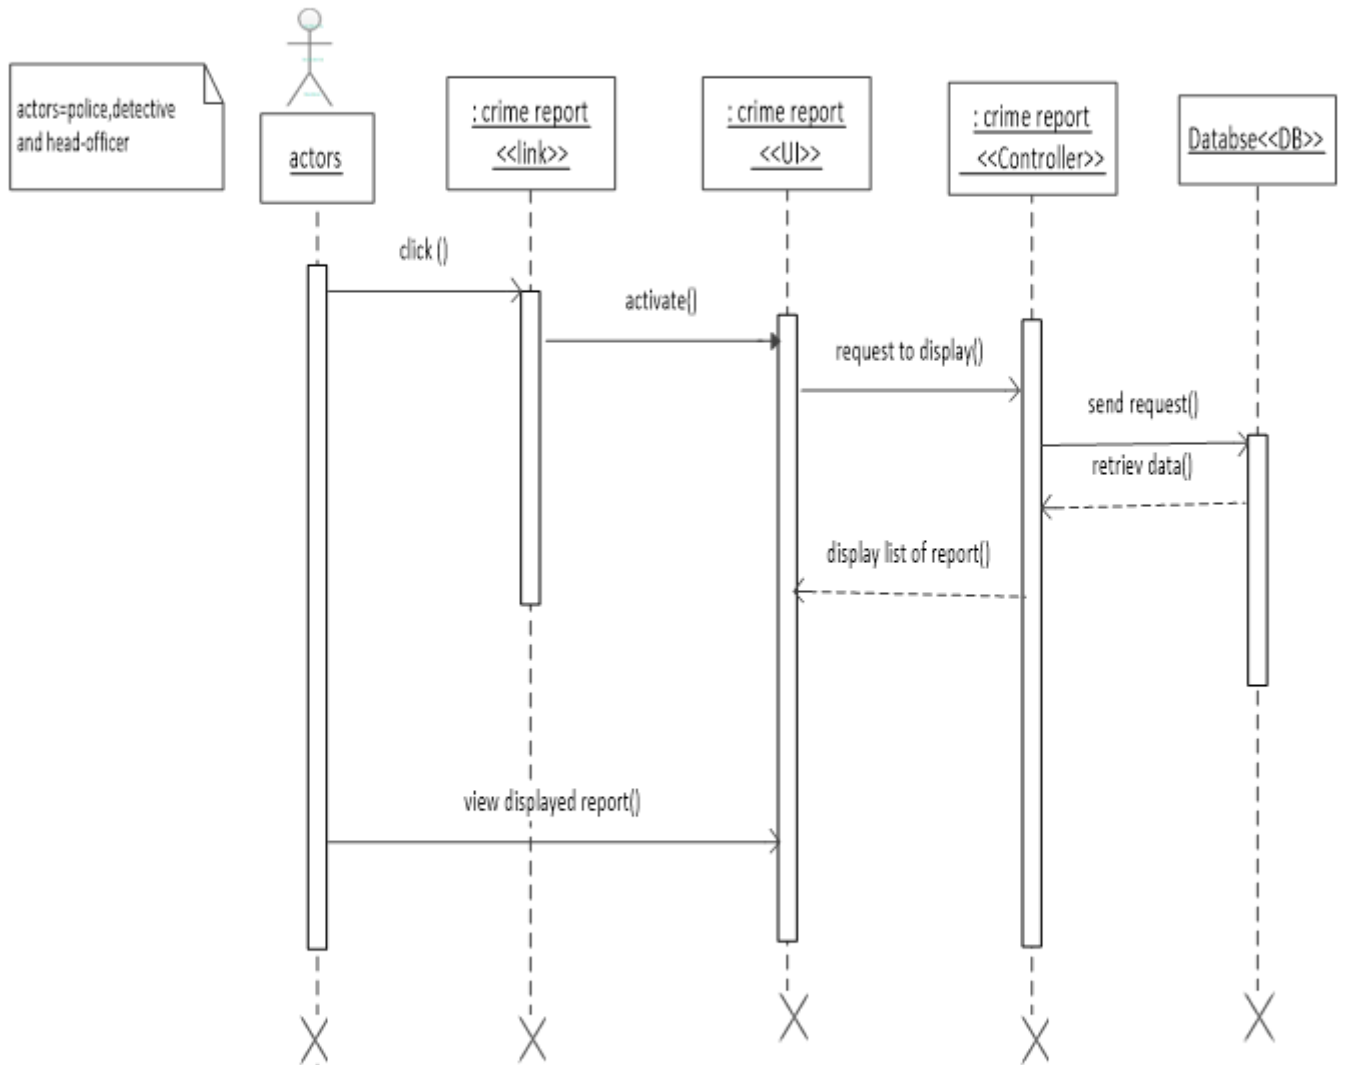 actors=police,detective
and head-officer
actors
: crime report
<<link>>
: crime report
<<UI>>
: crime report
<<Controller>>
Databse<<DB>>
click ()
activate()
request to display()
send request()
retriev data()
display list of report()
view displayed report()